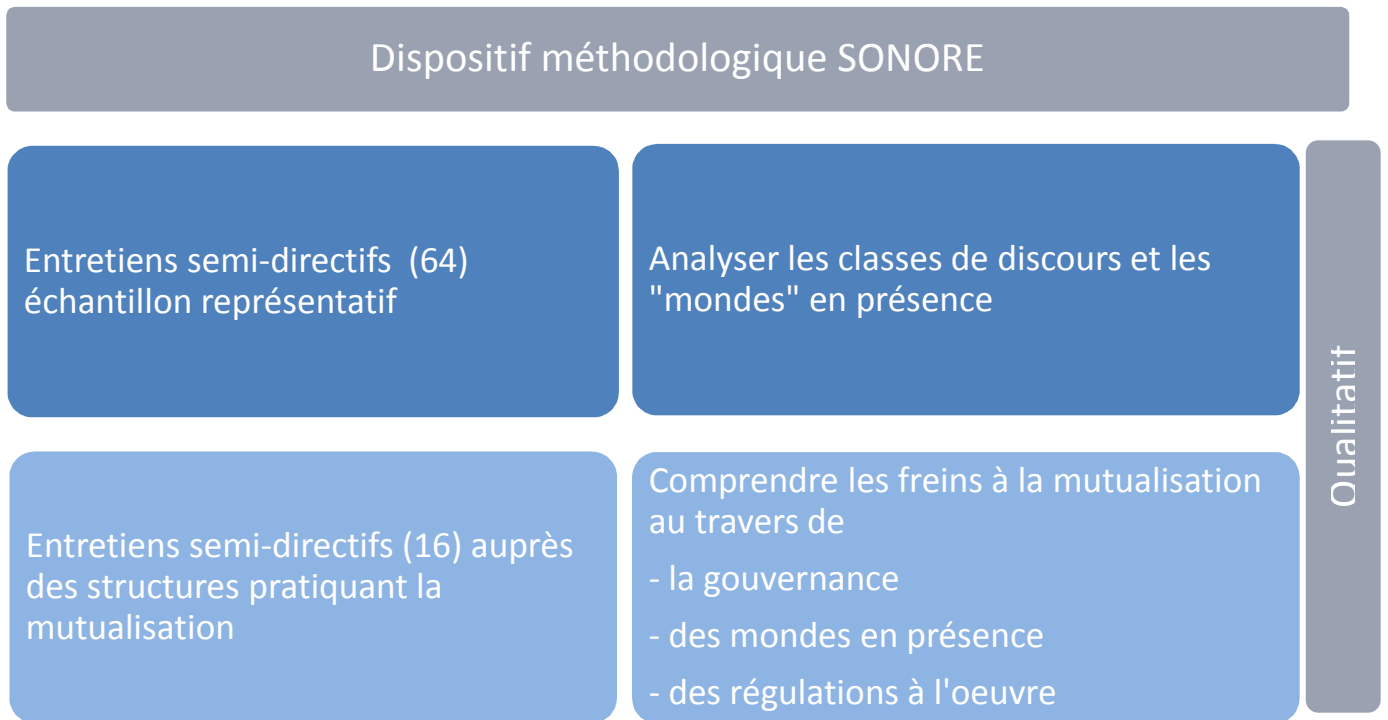 Dispositif méthodologique SONORE
Entretiens semi-directifs (64)
échantillon représentatif
Analyser les classes de discours et les
"mondes" en présence
Entretiens semi-directifs (16) auprès
des structures pratiquant la
mutualisation
Comprendre les freins à la mutualisation
au travers de
- la gouvernance
- des mondes en présence
- des régulations à l'oeuvre
Qualitatif